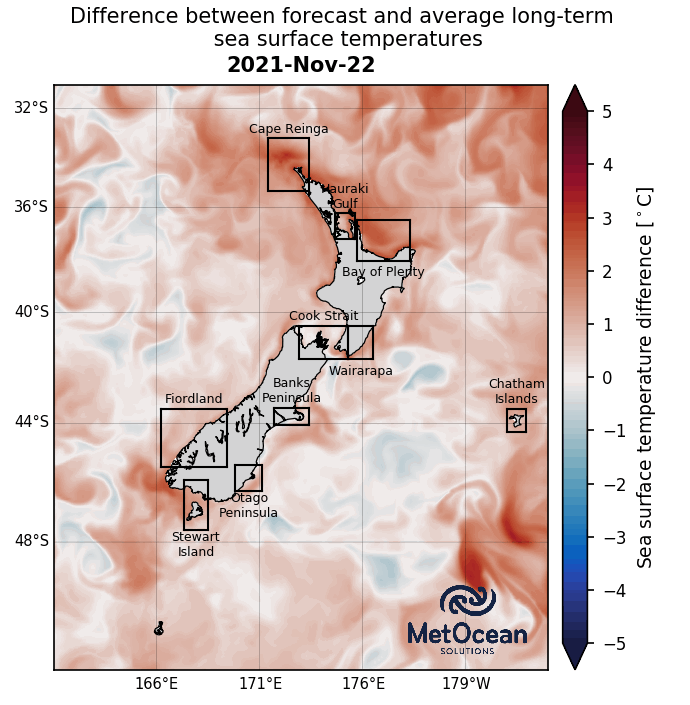 Difference between forecast and average long-term
sea surface temperatures
2021-Nov-22
32°S
36°S
40°S
44°S
48°S
166°E
171°E
176°E
179°W
Cape Reinga
Hauraki
Gulf
Bay of Plenty
Cook Strait
Wairarapa
Banks
Peninsula
Fiordland
Chatham
Islands
Otago
Peninsula
Stewart
Island
MetOcean
SOLUTIONS
5
4
3
2
1
0
−1
−2
−3
−4
−5
Sea surface temperature difference [°C]